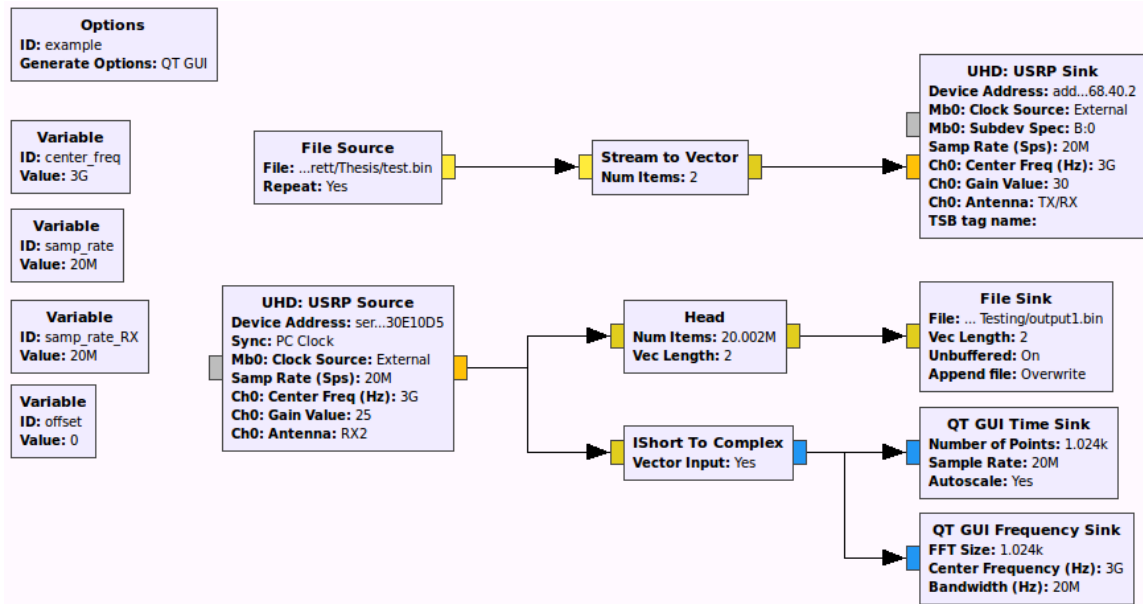 Options
ID: example
Generate Options: QT GUI
Variable
ID: center_freq
Value: 3G
Variable
ID: samp_rate
Value: 20M
Variable
ID: samp_rate_RX
Value: 20M
Variable
ID: offset
Value: 0
File Source
File: ...rett/Thesis/test.bin
Repeat: Yes
Stream to Vector
Num Items: 2
UHD: USRP Sink
Device Address: add...68.40.2
Mb0: Clock Source: External
Mb0: Subdev Spec: B:0
Samp Rate (Sps): 20M
Ch0: Center Freq (Hz): 3G
Ch0: Gain Value: 30
Ch0: Antenna: TX/RX
TSB tag name:
UHD: USRP Source
Device Address: ser...30E10D5
Sync: PC Clock
Mb0: Clock Source: External
Samp Rate (Sps): 20M
Ch0: Center Freq (Hz): 3G
Ch0: Gain Value: 25
Ch0: Antenna: RX2
Head
Num Items: 20.002M
Vec Length: 2
File Sink
File: ... Testing/output1.bin
Vec Length: 2
Unbuffered: On
Append file: Overwrite
IShort To Complex
Vector Input: Yes
QT GUI Time Sink
Number of Points: 1.024k
Sample Rate: 20M
Autoscale: Yes
QT GUI Frequency Sink
FFT Size: 1.024k
Center Frequency (Hz): 3G
Bandwidth (Hz): 20M